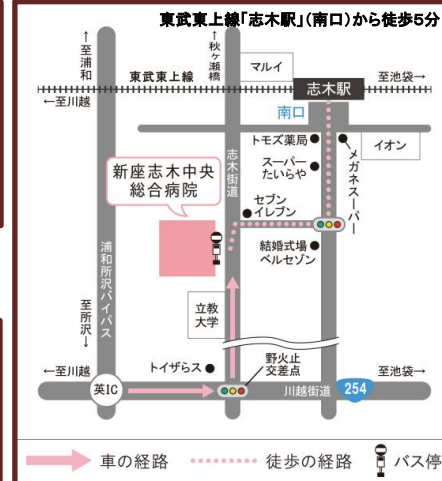 東武東上線「志木駅」(南口)から徒歩5分
←至浦和
↑秋ヶ瀬橋
マルイ
志木駅
東武東上線
至池袋→
←至川越
南口
トモズ薬局
イオン
スーパー
たいらや
メガネスーパー
志木街道
新座志木中央
総合病院
セブン
イレブン
結婚式場
ベルセゾン
浦和所沢バイパス
至所沢→
立教
大学
トイザらス
野火止
交差点
←至川越
英IC
川越街道
254
至池袋→
車の経路
徒歩の経路
バス停